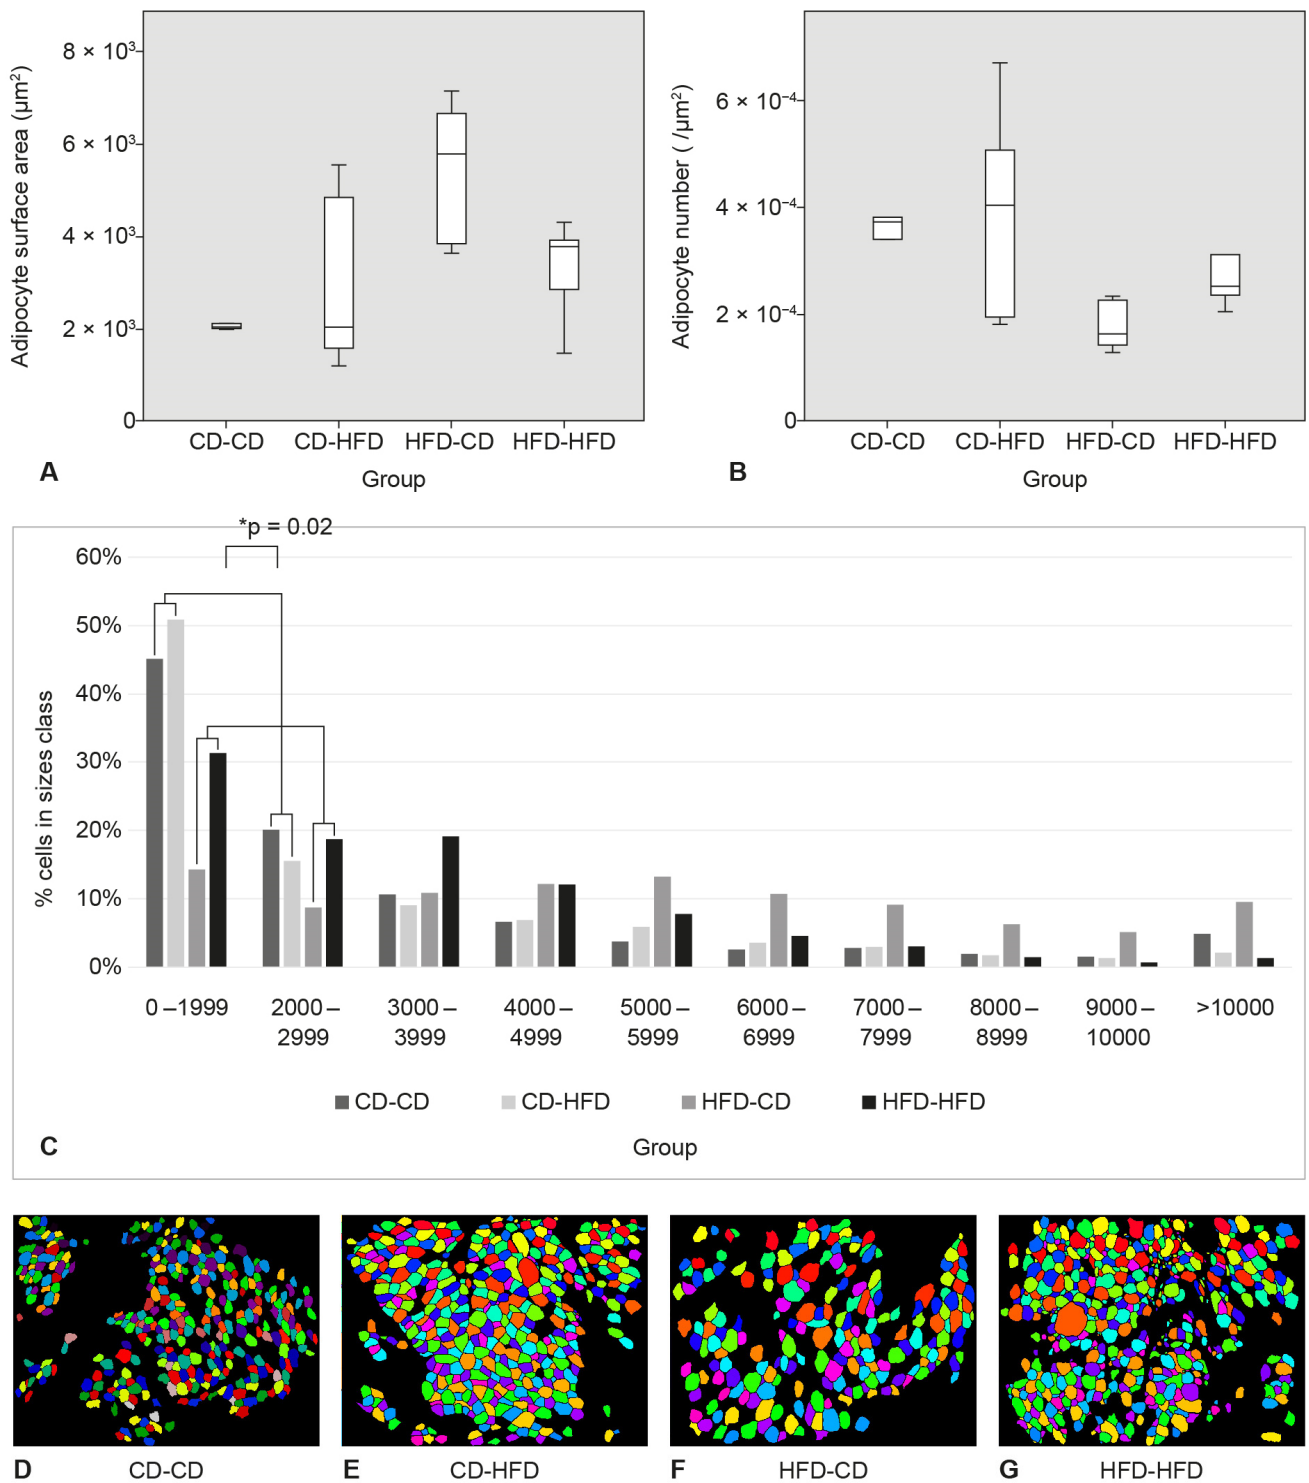 8 × 10³
6 × 10³
4 × 10³
2 × 10³
0
Adipocyte surface area (μm²)
CD-CD CD-HFD HFD-CD HFD-HFD
Group
A
6 × 10⁻⁴
4 × 10⁻⁴
2 × 10⁻⁴
0
Adipocyte number ( /μm²)
CD-CD CD-HFD HFD-CD HFD-HFD
Group
B
*p = 0.02
60%
50%
40%
30%
20%
10%
0%
% cells in sizes class
0–1999 2000– 3000– 4000– 5000– 6000– 7000– 8000– 9000– >10000
2999 3999 4999 5999 6999 7999 8999 10000
CD-CD CD-HFD HFD-CD HFD-HFD
Group
C
D CD-CD
E CD-HFD
F HFD-CD
G HFD-HFD